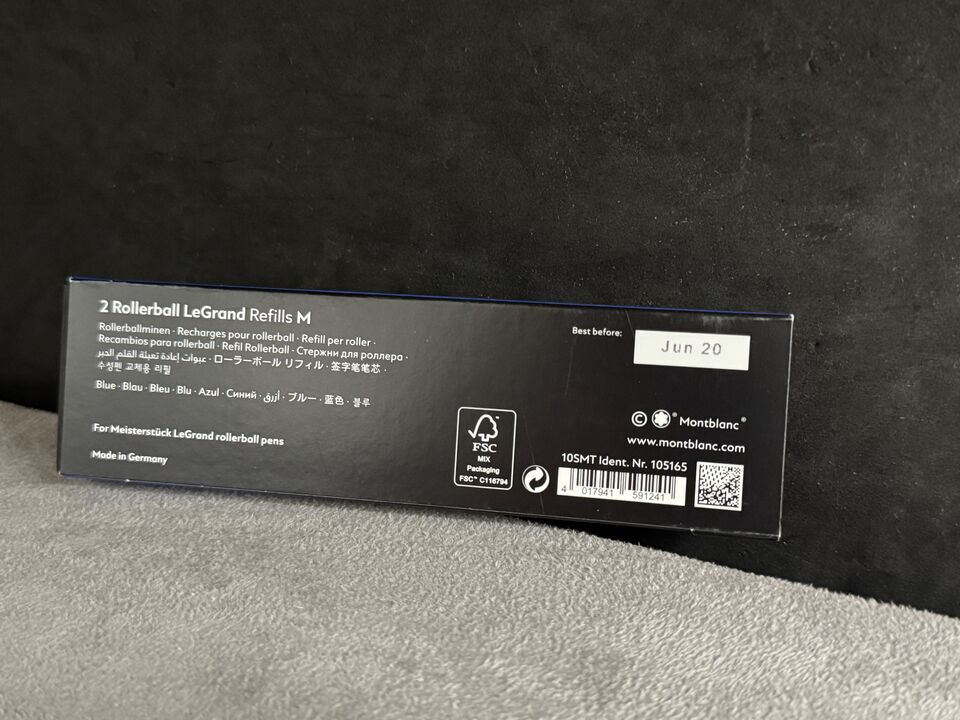 2 Rollerball LeGrand Refills M
Rollerballminen · Recharges pour rollerball · Refill per roller ·
Recambios para rollerball · Refil Rollerball · Стержни для роллера ·
عبوات إعادة تعبئة القلم الحبر · ローラーボール リフィル · 签字笔笔芯 ·
수성펜 교체용 리필
Blue · Blau · Bleu · Blu · Azul · Синий · أزرق · ブルー · 蓝色 · 블루
For Meisterstück LeGrand rollerball pens
Made in Germany
FSC
MIX
Packaging
FSC™ C116794
Best before:
Jun 20
© Montblanc®
www.montblanc.com
10SMT Ident. Nr. 105165
4 017941 591241